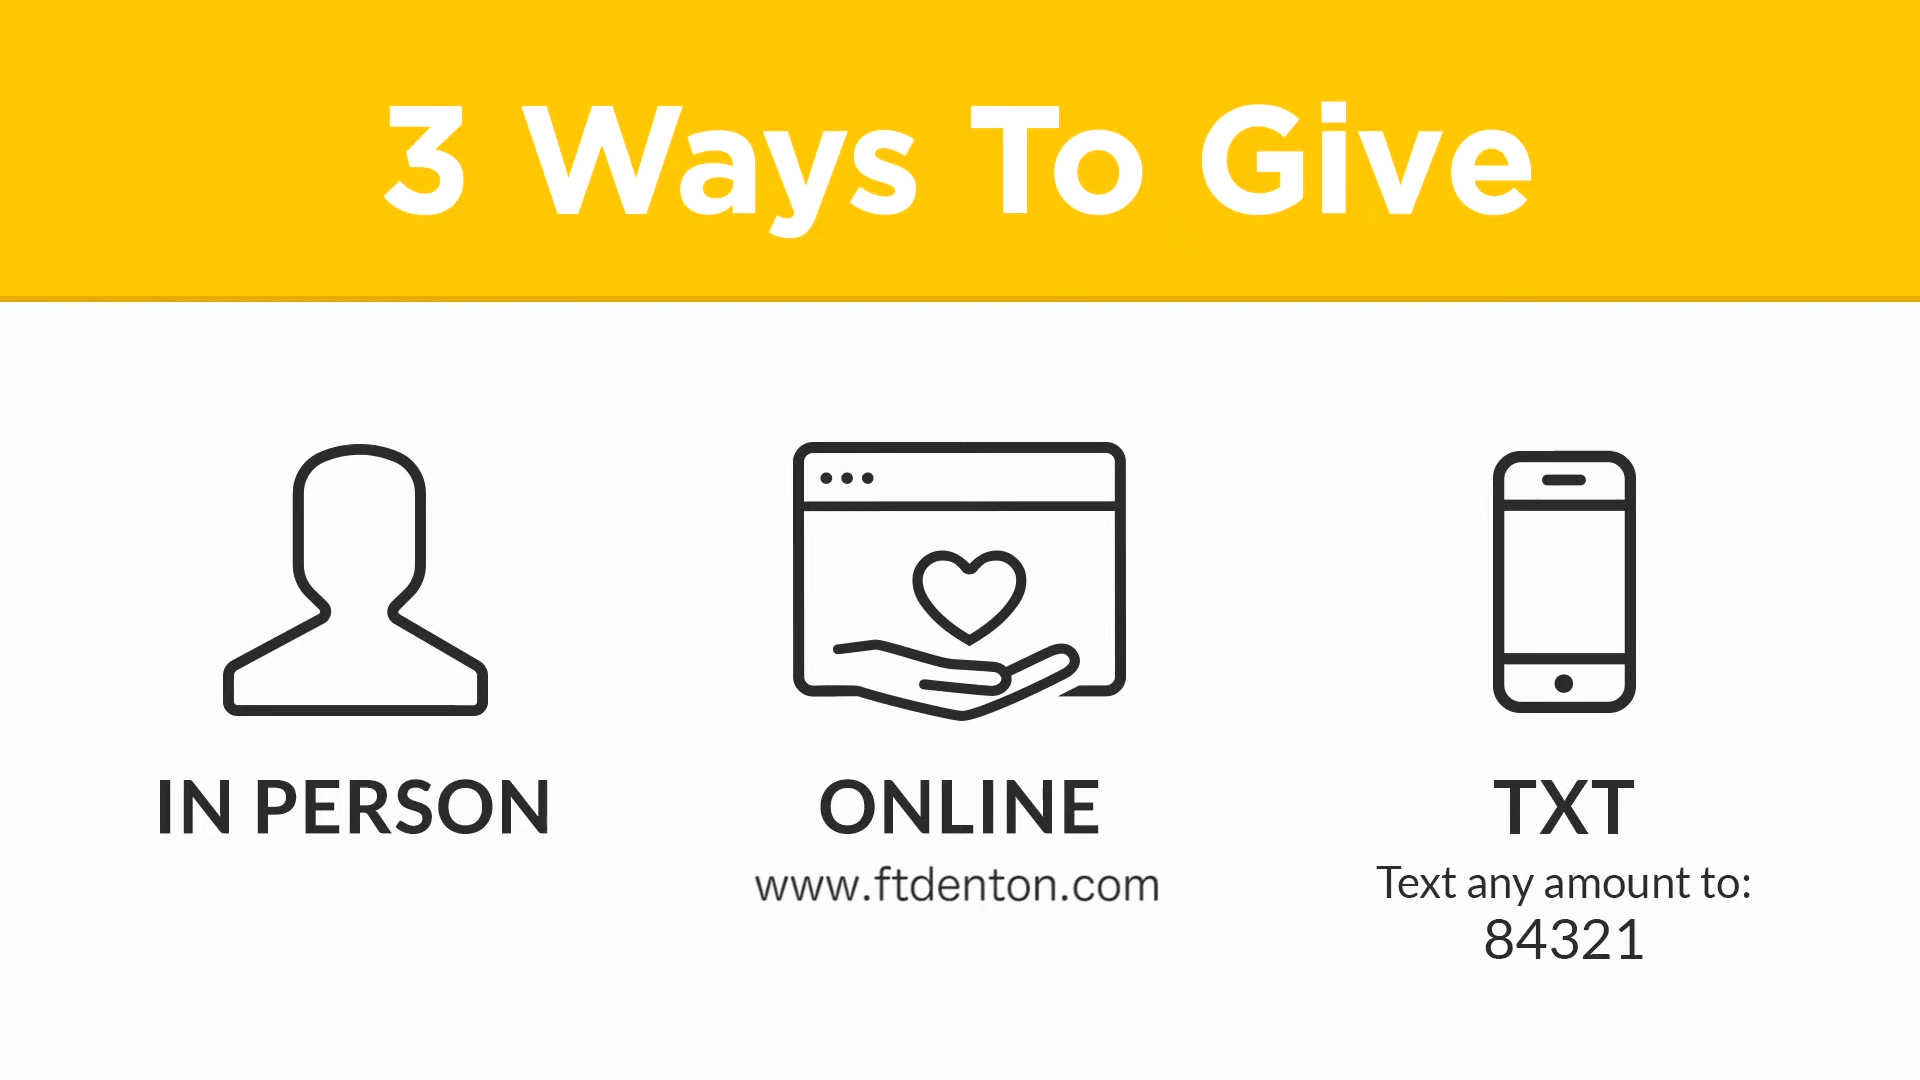 3 Ways To Give
IN PERSON
ONLINE
www.ftdenton.com
TXT
Text any amount to:
84321